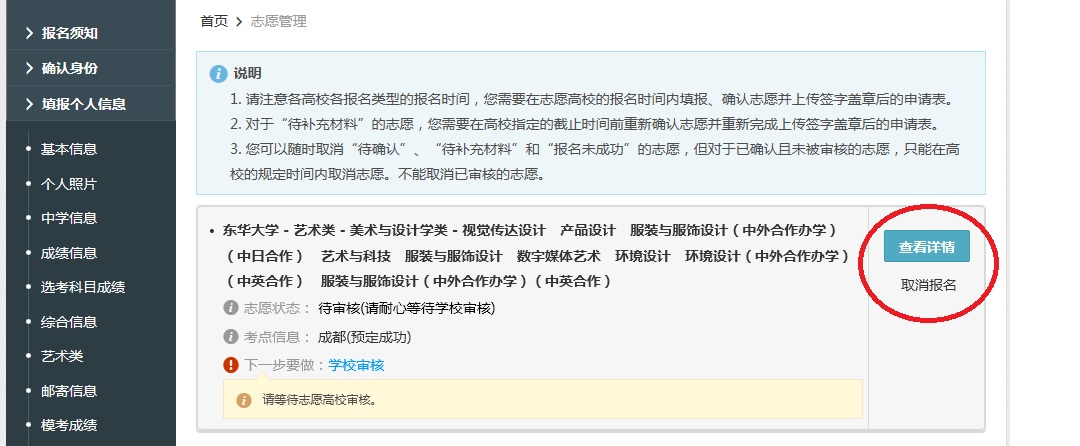 报名须知
确认身份
填报个人信息
基本信息
个人照片
中学信息
成绩信息
选考科目成绩
综合信息
艺术类
邮寄信息
模考成绩
首页 > 志愿管理
说明
1. 请注意各高校各报名类型的报名时间，您需要在志愿高校的报名时间内填报、确认志愿并上传签字盖章后的申请表。
2. 对于“待补充材料”的志愿，您需要在高校指定的截止时间前重新确认志愿并重新完成上传签字盖章后的申请表。
3. 您可以随时取消“待确认”、“待补充材料”和“报名未成功”的志愿，但对于已确认且未被审核的志愿，只能在高
校的规定时间内取消志愿。不能取消已审核的志愿。
东华大学 - 艺术类 - 美术与设计学类 - 视觉传达设计 产品设计 服装与服饰设计（中外合作办学）
（中日合作） 艺术与科技 服装与服饰设计 数字媒体艺术 环境设计 环境设计（中外合作办学）
（中英合作） 服装与服饰设计（中外合作办学）（中英合作）
志愿状态： 待审核(请耐心等待学校审核)
考点信息： 成都(预定成功)
下一步要做：学校审核
请等待志愿高校审核。
查看详情
取消报名